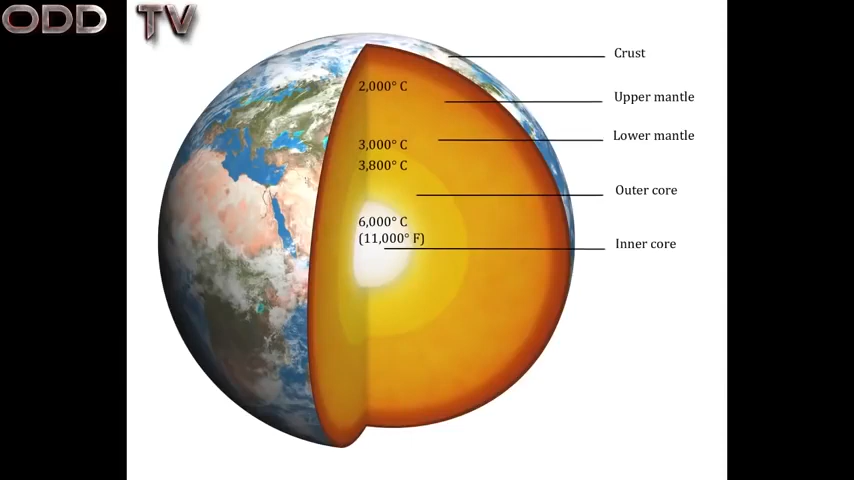 ODD TV
Crust
2,000° C
Upper mantle
Lower mantle
3,000° C
3,800° C
Outer core
6,000° C
(11,000° F)
Inner core